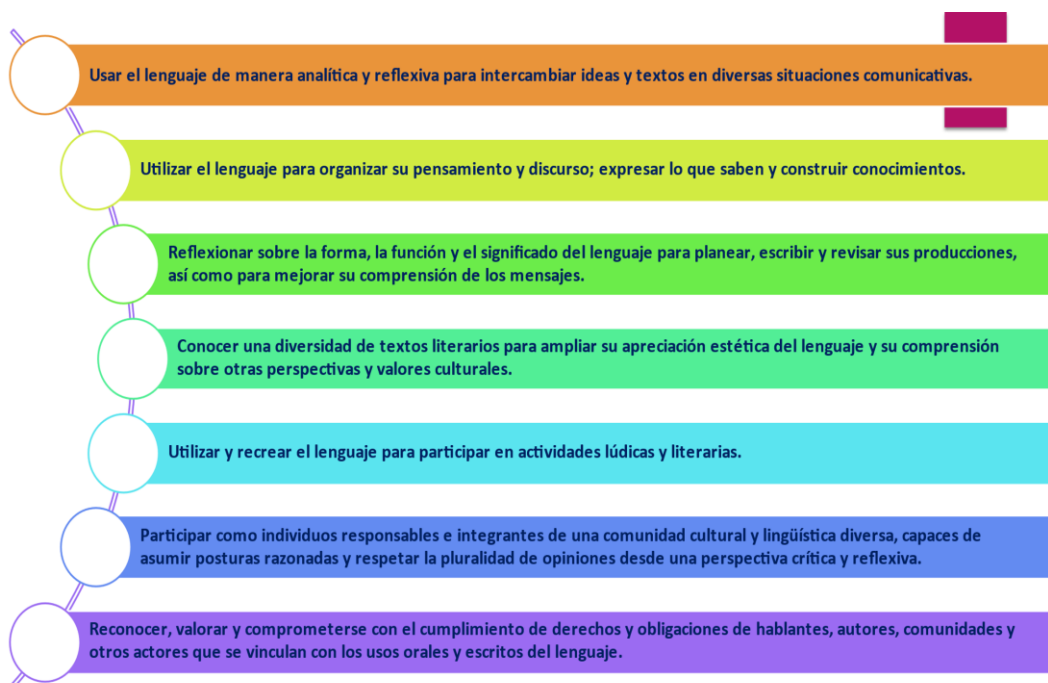 Usar el lenguaje de manera analítica y reflexiva para intercambiar ideas y textos en diversas situaciones comunicativas.
Utilizar el lenguaje para organizar su pensamiento y discurso; expresar lo que saben y construir conocimientos.
Reflexionar sobre la forma, la función y el significado del lenguaje para planear, escribir y revisar sus producciones,
así como para mejorar su comprensión de los mensajes.
Conocer una diversidad de textos literarios para ampliar su apreciación estética del lenguaje y su comprensión
sobre otras perspectivas y valores culturales.
Utilizar y recrear el lenguaje para participar en actividades lúdicas y literarias.
Participar como individuos responsables e integrantes de una comunidad cultural y lingüística diversa, capaces de
asumir posturas razonadas y respetar la pluralidad de opiniones desde una perspectiva crítica y reflexiva.
Reconocer, valorar y comprometerse con el cumplimiento de derechos y obligaciones de hablantes, autores, comunidades y
otros actores que se vinculan con los usos orales y escritos del lenguaje.